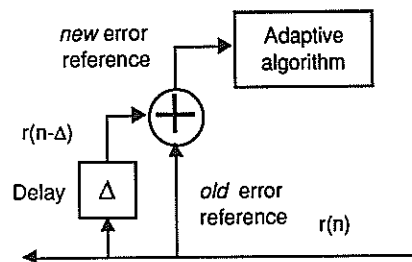 new error
reference
Adaptive
algorithm
r(n-Δ)
Delay
Δ
old error
reference
r(n)